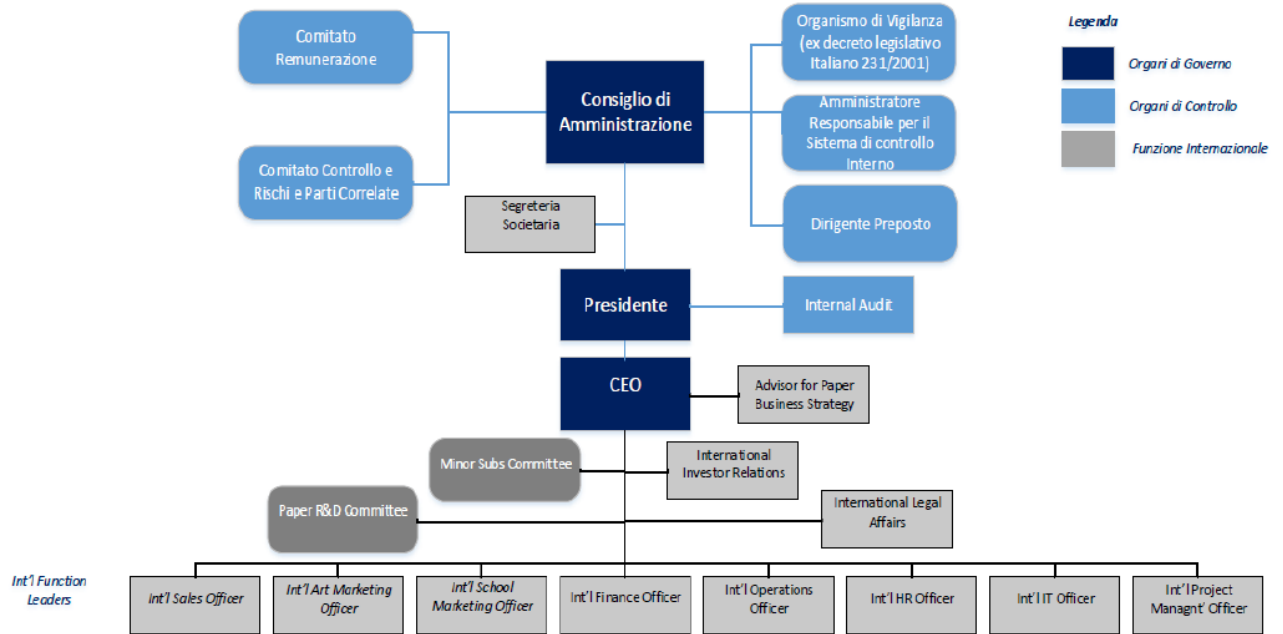 Comitato
Remunerazione
Organismo di Vigilanza
(ex decreto legislativo
Italiano 231/2001)
Legenda
Organi di Governo
Consiglio di
Amministrazione
Organi di Controllo
Amministratore
Responsabile per il
Sistema di controllo
Interno
Funzione Internazionale
Comitato Controllo e
Rischi e Parti Correlate
Segreteria
Societaria
Dirigente Preposto
Presidente
Internal Audit
CEO
Advisor for Paper
Business Strategy
Minor Subs Committee
International
Investor Relations
Paper R&D Committee
International Legal
Affairs
Int'l Function
Leaders
Int'l Sales Officer
Int'l Art Marketing
Officer
Int'l School
Marketing Officer
Int'l Finance Officer
Int'l Operations
Officer
Int'l HR Officer
Int'l IT Officer
Int'l Project
Managnt' Officer